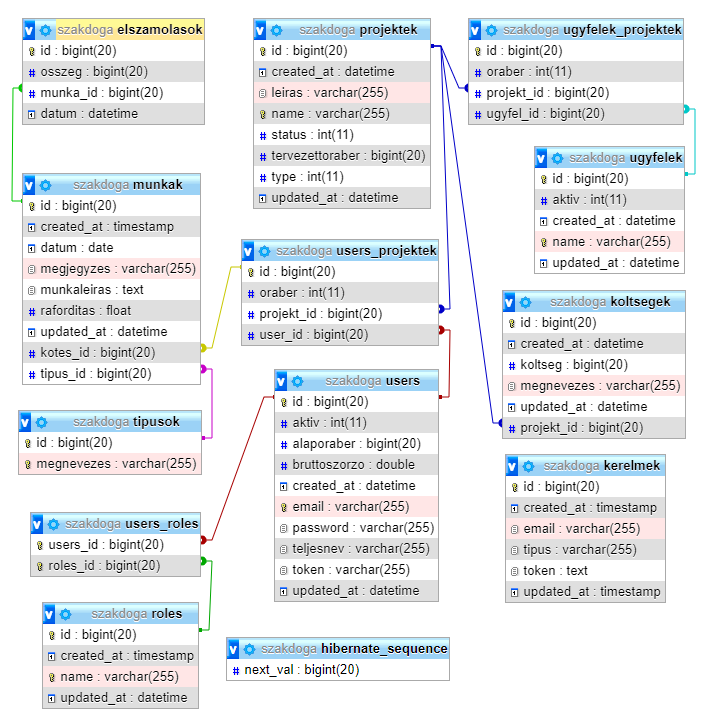 szakdoga elszamolasok
id : bigint(20)
osszeg : bigint(20)
munka_id : bigint(20)
datum : datetime
szakdoga projektek
id : bigint(20)
created_at : datetime
leiras : varchar(255)
name : varchar(255)
status : int(11)
tervezettoraber : bigint(20)
type : int(11)
updated_at : datetime
szakdoga ugyfelek_projektek
id : bigint(20)
oraber : int(11)
projekt_id : bigint(20)
ugyfel_id : bigint(20)
szakdoga ugyfelek
id : bigint(20)
aktiv : int(11)
created_at : datetime
name : varchar(255)
updated_at : datetime
szakdoga munkak
id : bigint(20)
created_at : timestamp
datum : date
megjegyzes : varchar(255)
munkaleiras : text
raforditas : float
updated_at : datetime
kotes_id : bigint(20)
tipus_id : bigint(20)
szakdoga users_projektek
id : bigint(20)
oraber : int(11)
projekt_id : bigint(20)
user_id : bigint(20)
szakdoga koltsegek
id : bigint(20)
created_at : datetime
koltseg : bigint(20)
megnevezes : varchar(255)
updated_at : datetime
projekt_id : bigint(20)
szakdoga users
id : bigint(20)
aktiv : int(11)
alaporaber : bigint(20)
bruttoszorzo : double
created_at : datetime
email : varchar(255)
password : varchar(255)
teljesnev : varchar(255)
token : varchar(255)
updated_at : datetime
szakdoga tipusok
id : bigint(20)
megnevezes : varchar(255)
szakdoga kerelmek
id : bigint(20)
created_at : timestamp
email : varchar(255)
tipus : varchar(255)
token : text
updated_at : timestamp
szakdoga users_roles
users_id : bigint(20)
roles_id : bigint(20)
szakdoga roles
id : bigint(20)
created_at : timestamp
name : varchar(255)
updated_at : datetime
szakdoga hibernate_sequence
next_val : bigint(20)